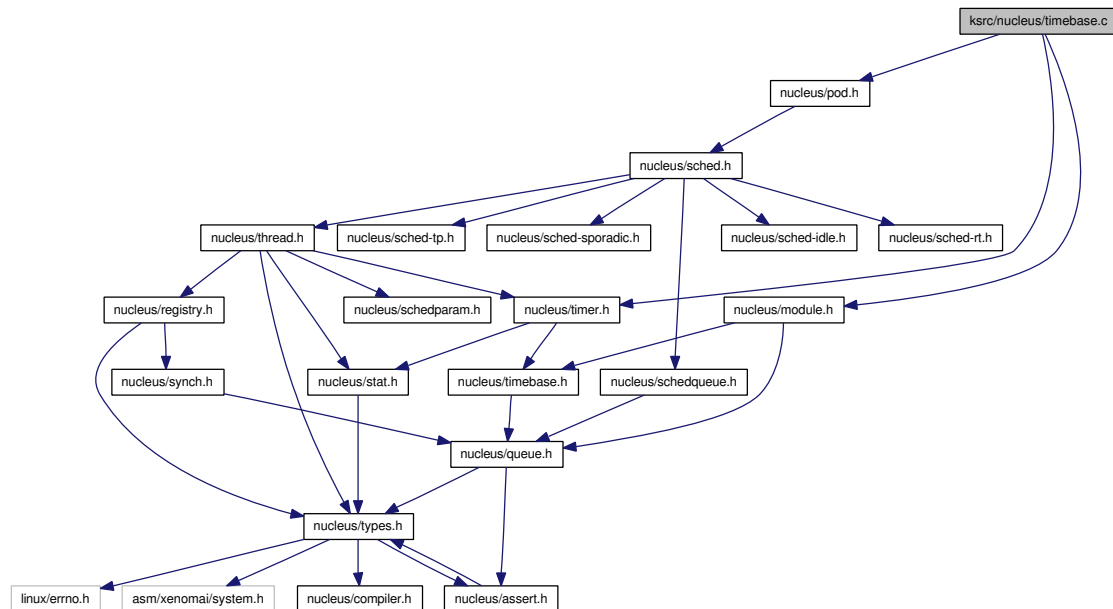 ksrc/nucleus/timebase.c
nucleus/pod.h
nucleus/sched.h
nucleus/thread.h
nucleus/sched-tp.h
nucleus/sched-sporadic.h
nucleus/sched-idle.h
nucleus/sched-rt.h
nucleus/registry.h
nucleus/schedparam.h
nucleus/timer.h
nucleus/module.h
nucleus/synch.h
nucleus/stat.h
nucleus/timebase.h
nucleus/schedqueue.h
nucleus/queue.h
nucleus/types.h
linux/errno.h
asm/xenomai/system.h
nucleus/compiler.h
nucleus/assert.h